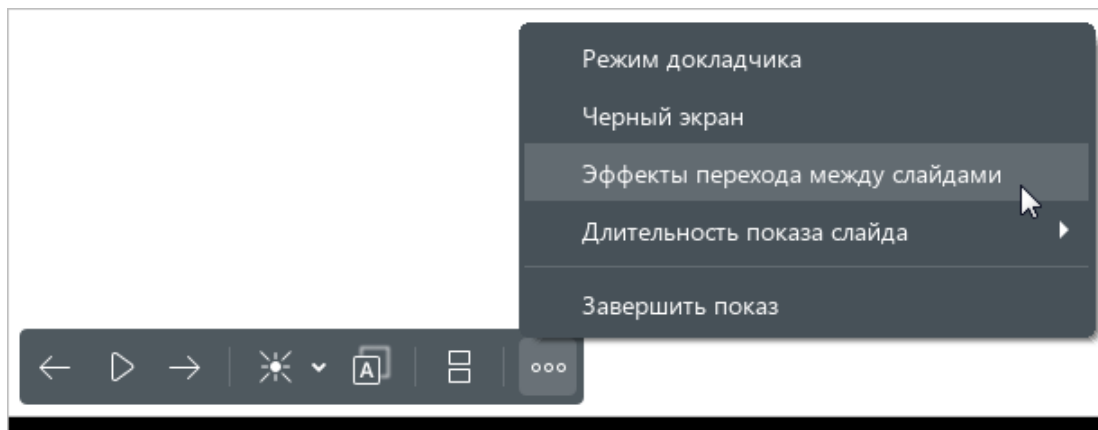 Режим докладчика
Черный экран
Эффекты перехода между слайдами
Длительность показа слайда
Завершить показ
A